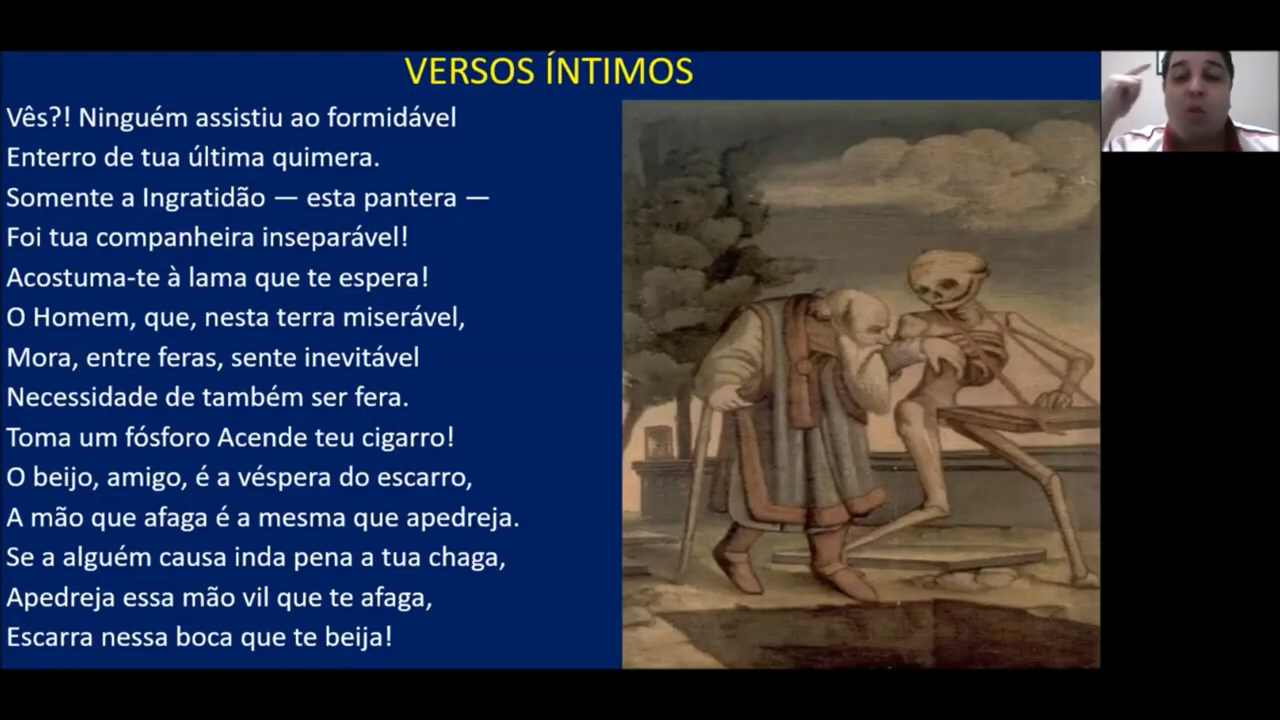 VERSOS ÍNTIMOS
Vês?! Ninguém assistiu ao formidável
Enterro de tua última quimera.
Somente a Ingratidão — esta pantera —
Foi tua companheira inseparável!
Acostuma-te à lama que te espera!
O Homem, que, nesta terra miserável,
Mora, entre feras, sente inevitável
Necessidade de também ser fera.
Toma um fósforo Acende teu cigarro!
O beijo, amigo, é a véspera do escarro,
A mão que afaga é a mesma que apedreja.
Se a alguém causa inda pena a tua chaga,
Apedreja essa mão vil que te afaga,
Escarra nessa boca que te beija!